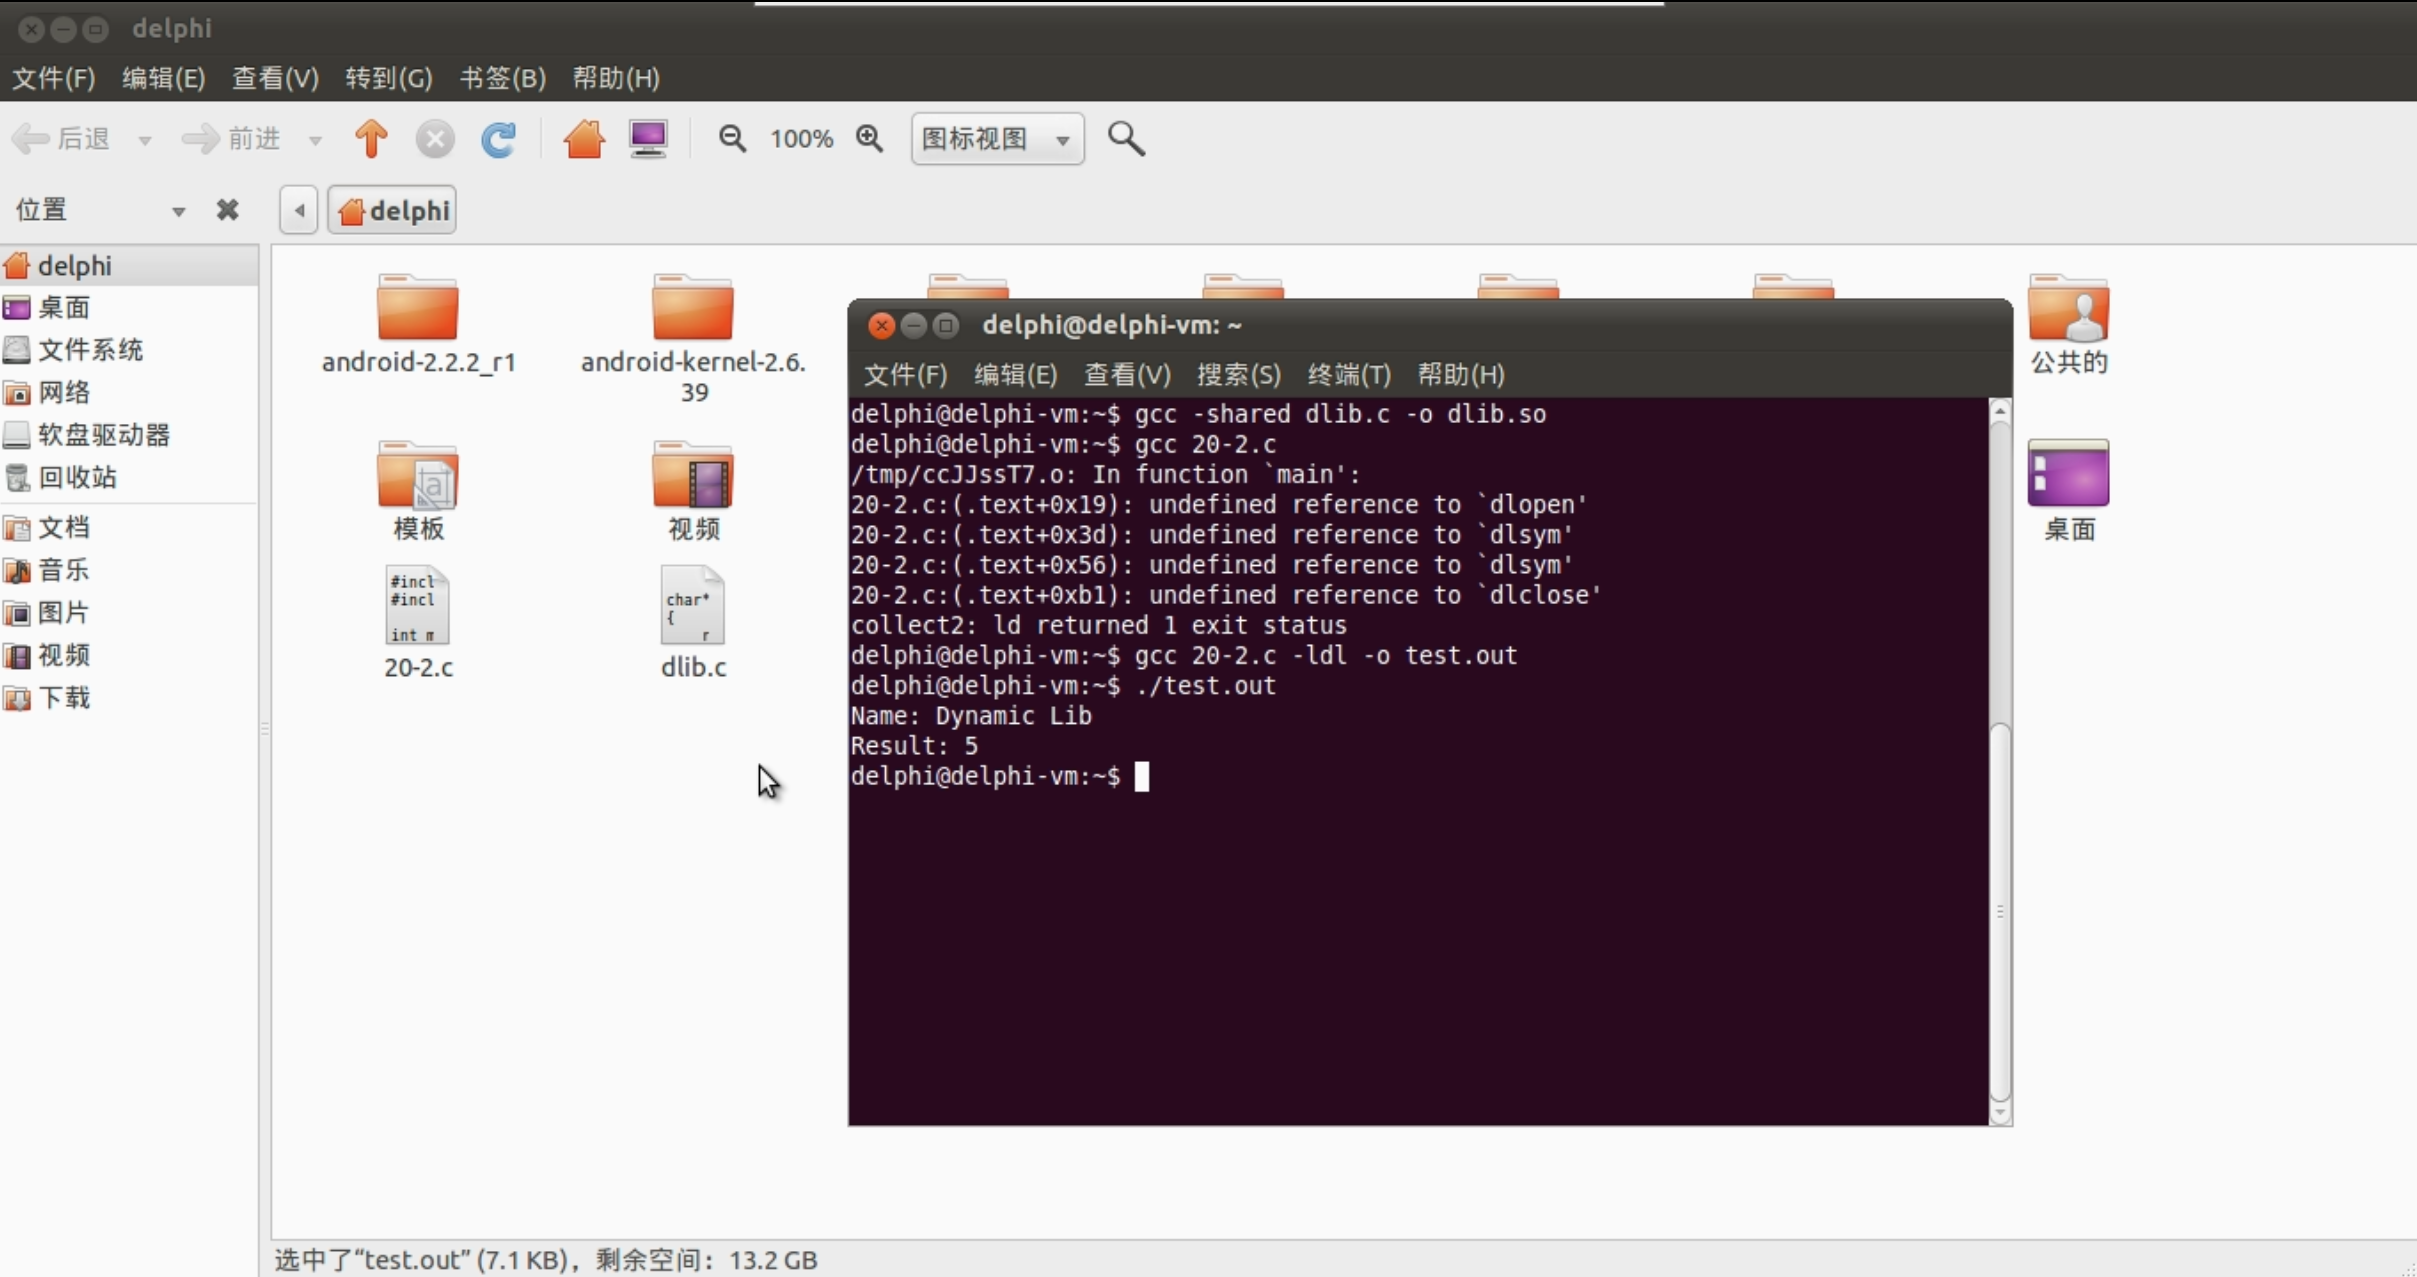 delphi
文件(F) 编辑(E) 查看(V) 转到(G) 书签(B) 帮助(H)
后退 前进 100% 图标视图
位置 delphi
delphi
桌面
文件系统
网络
软盘驱动器
回收站
文档
音乐
图片
视频
下载
android-2.2.2_r1
android-kernel-2.6.
39
公共的
模板
视频
桌面
#incl
#incl
int m
20-2.c
char*
{
r
dlib.c
delphi@delphi-vm: ~
文件(F) 编辑(E) 查看(V) 搜索(S) 终端(T) 帮助(H)
delphi@delphi-vm:~$ gcc -shared dlib.c -o dlib.so
delphi@delphi-vm:~$ gcc 20-2.c
/tmp/ccJJssT7.o: In function `main':
20-2.c:(.text+0x19): undefined reference to `dlopen'
20-2.c:(.text+0x3d): undefined reference to `dlsym'
20-2.c:(.text+0x56): undefined reference to `dlsym'
20-2.c:(.text+0xb1): undefined reference to `dlclose'
collect2: ld returned 1 exit status
delphi@delphi-vm:~$ gcc 20-2.c -ldl -o test.out
delphi@delphi-vm:~$ ./test.out
Name: Dynamic Lib
Result: 5
delphi@delphi-vm:~$
选中了“test.out” (7.1 KB)，剩余空间：13.2 GB